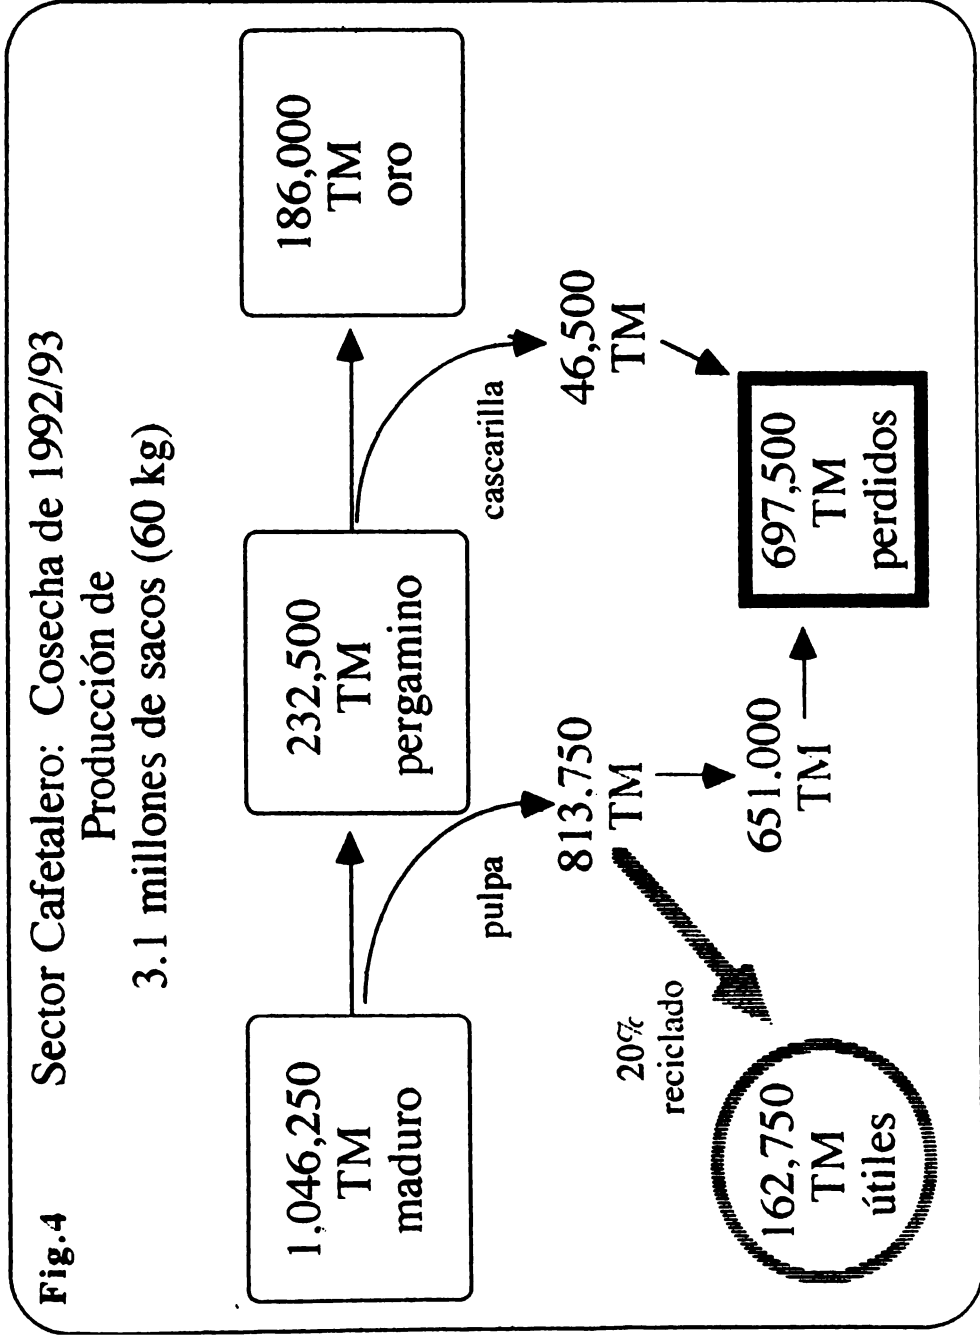 Fig.4 Sector Cafetalero: Cosecha de 1992/93
Producción de
3.1 millones de sacos (60 kg)
1,046,250
TM
maduro
232,500
TM
pergamino
186,000
TM
oro
pulpa
cascarilla
813.750
TM
46,500
TM
20%
reciclado
651.000
TM
162,750
TM
útiles
697,500
TM
perdidos